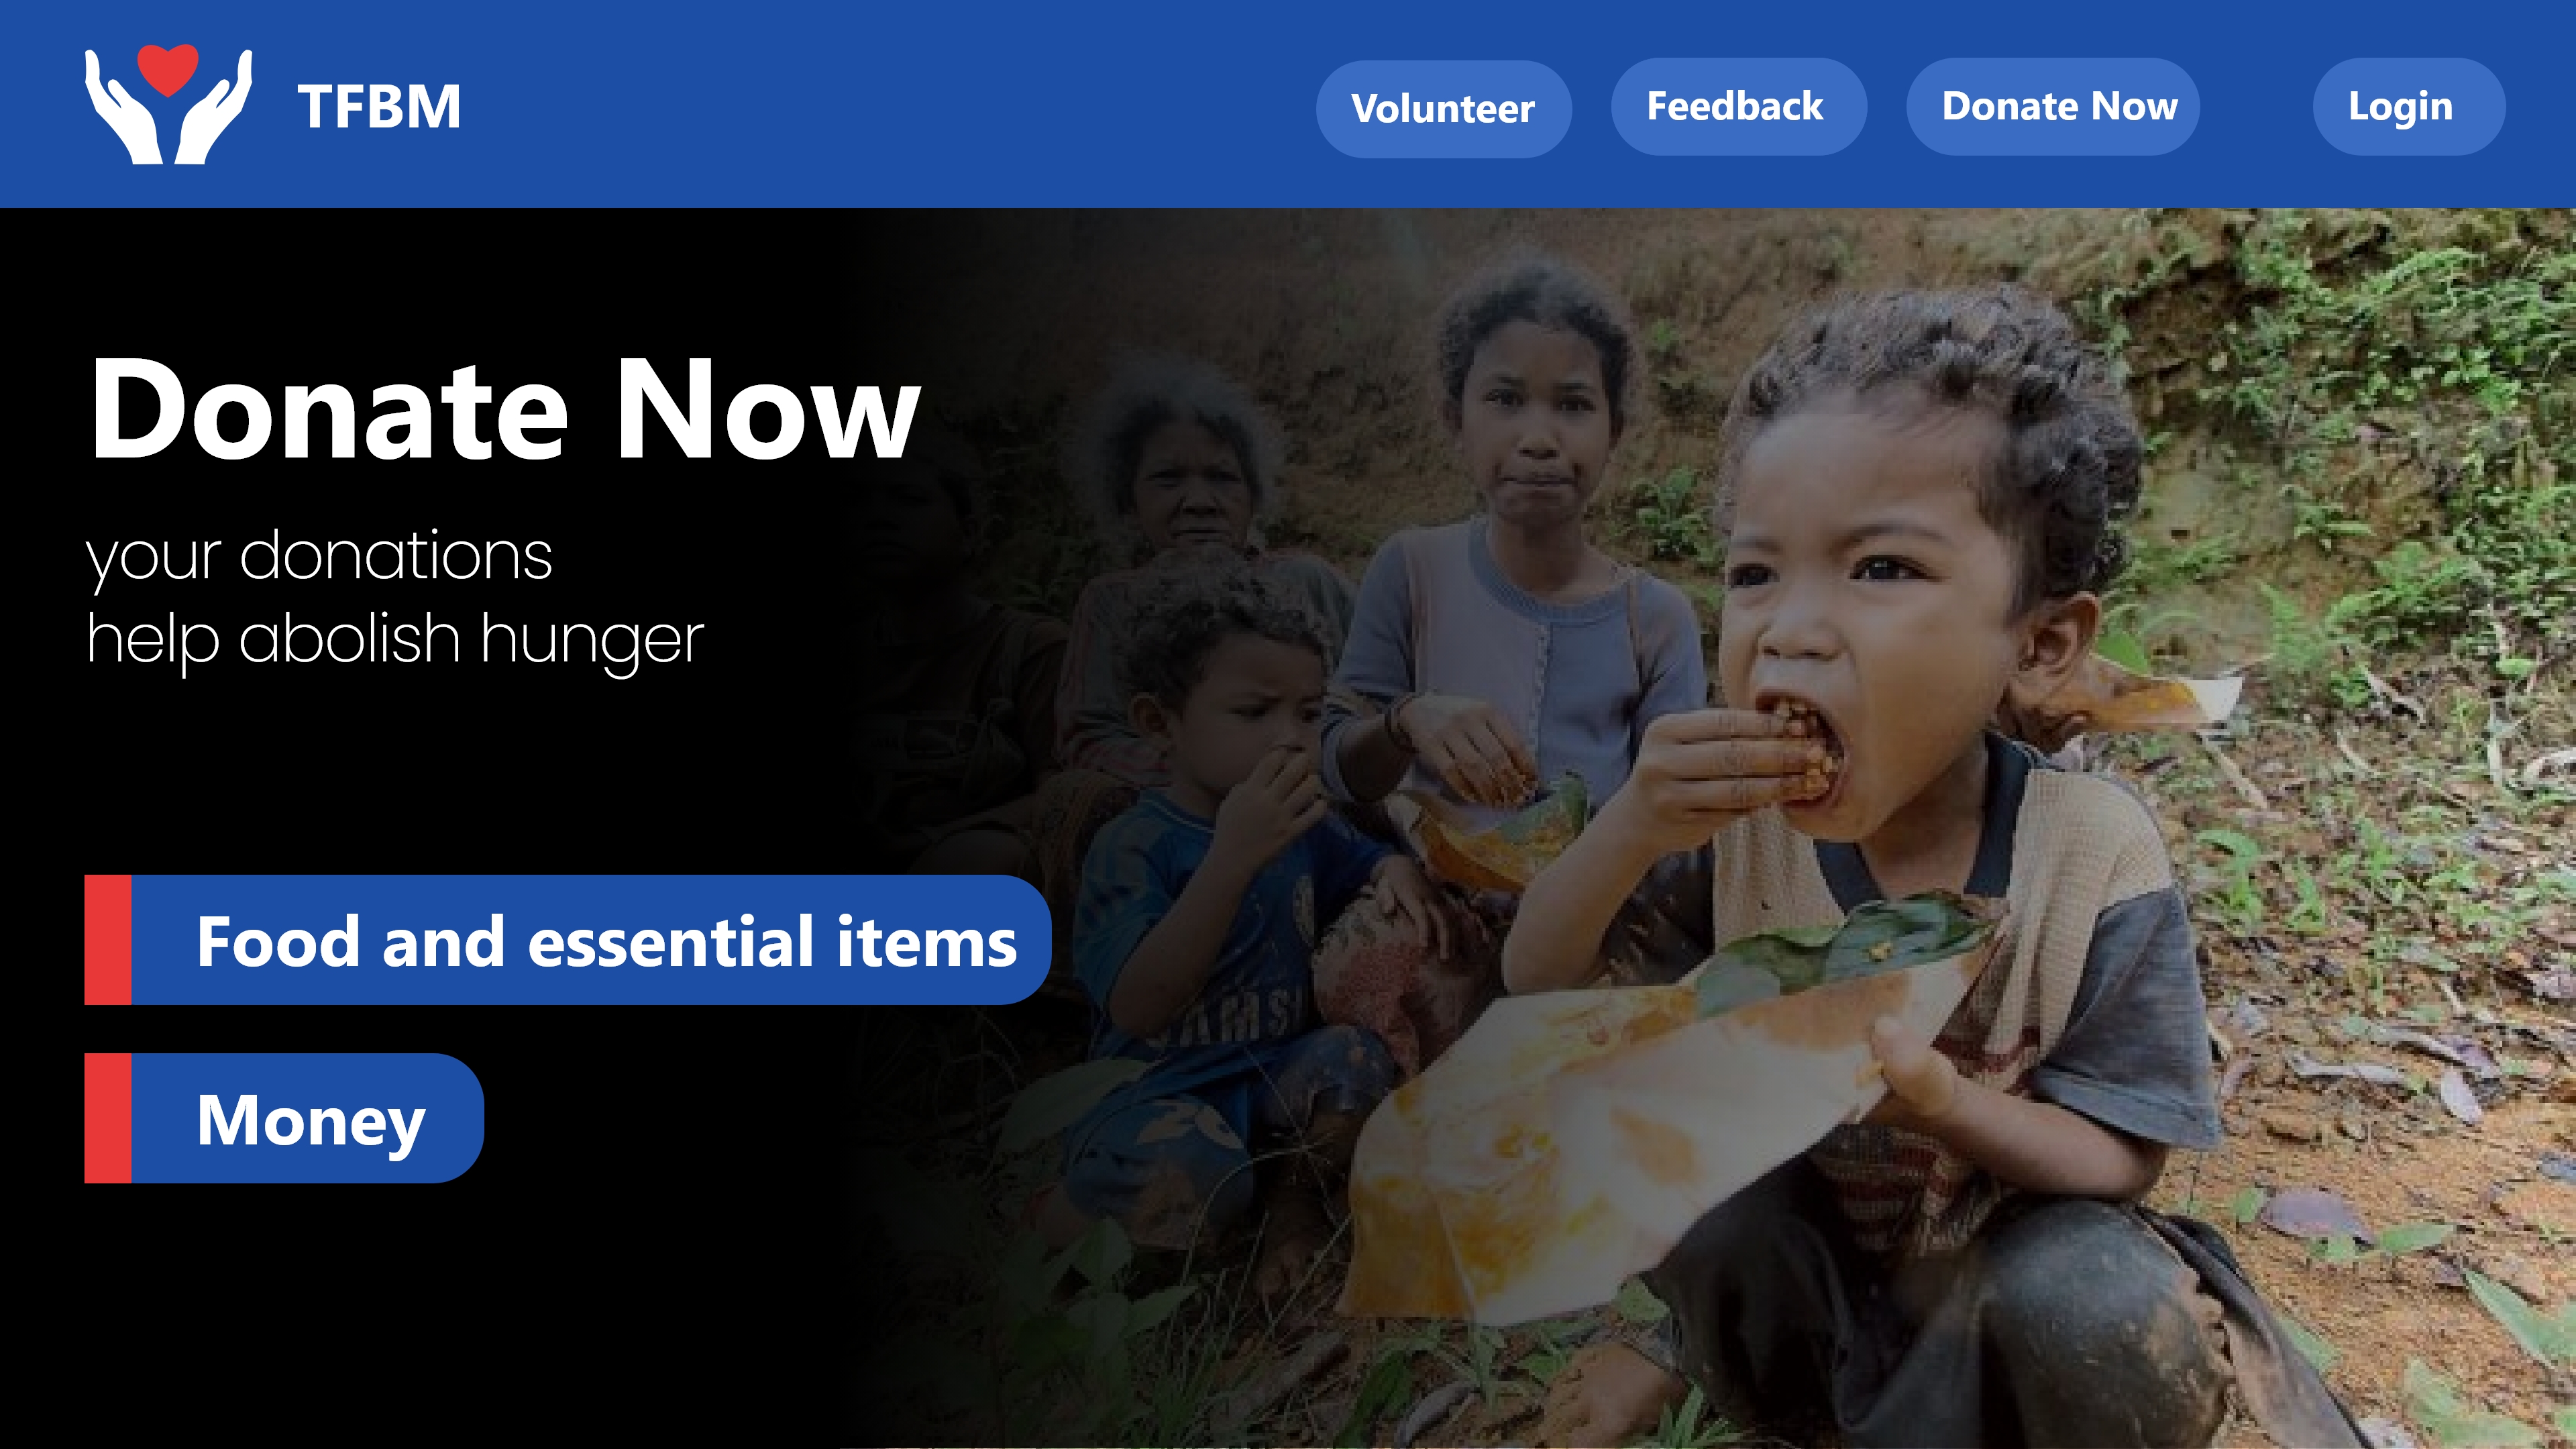 TFBM
Volunteer
Feedback
Donate Now
Login
Donate Now
your donations
help abolish hunger
Food and essential items
Money